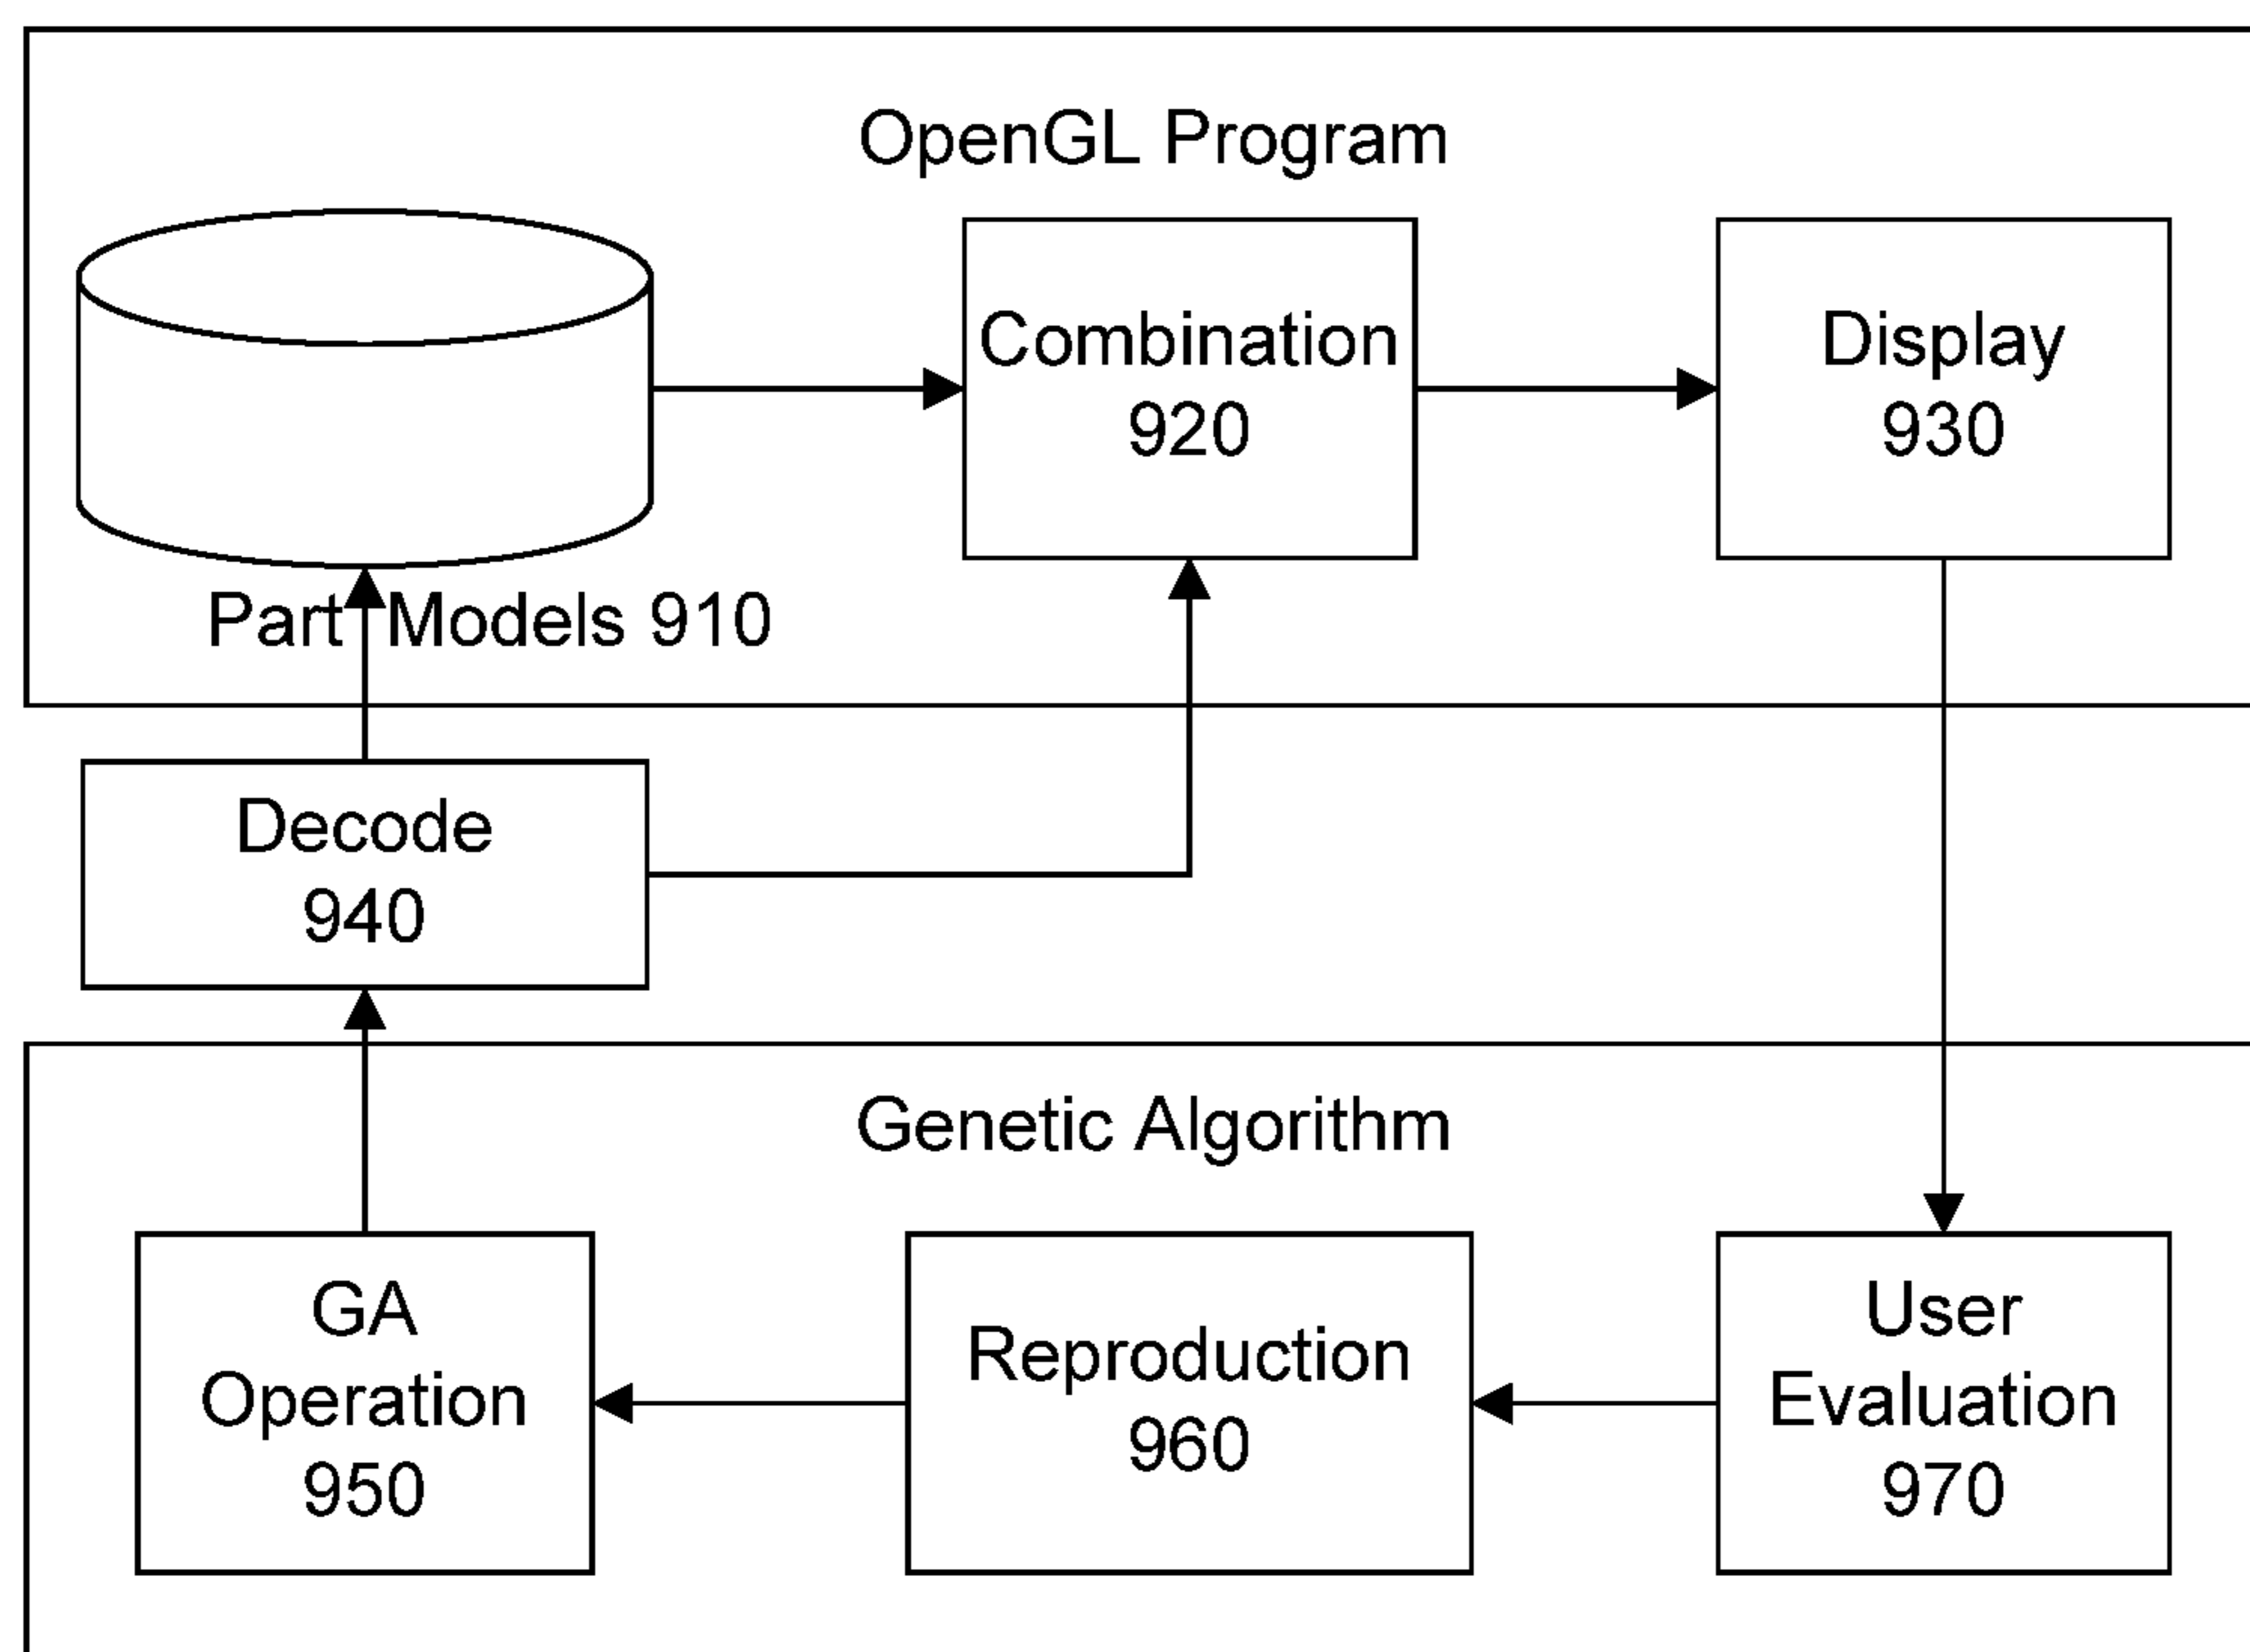 OpenGL Program
Combination
920
Display
930
Part Models 910
Decode
940
Genetic Algorithm
GA
Operation
950
Reproduction
960
User
Evaluation
970